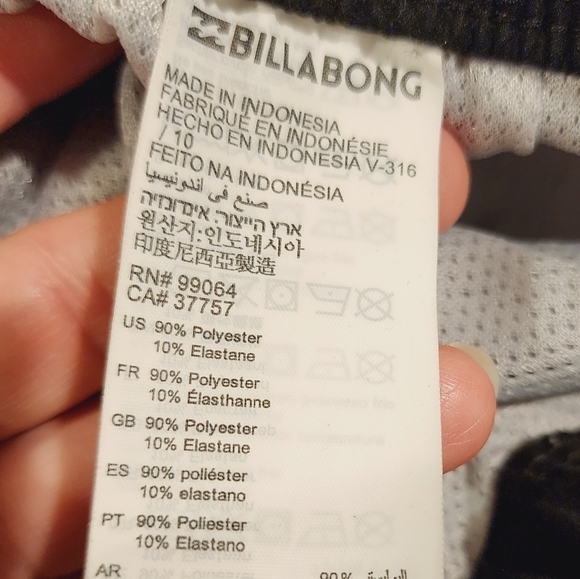 BILLABONG
MADE IN INDONESIA
FABRIQUÉ EN INDONÉSIE
HECHO EN INDONESIA V-316
/ 10
FEITO NA INDONÉSIA
صنع في اندونيسيا
ארץ הייצור: אינדונזיה
원산지:인도네시아
印度尼西亞製造
RN# 99064
CA# 37757
US 90% Polyester
10% Elastane
FR 90% Polyester
10% Élasthanne
GB 90% Polyester
10% Elastane
ES 90% poliéster
10% elastano
PT 90% Poliester
10% Elastano
AR 90%